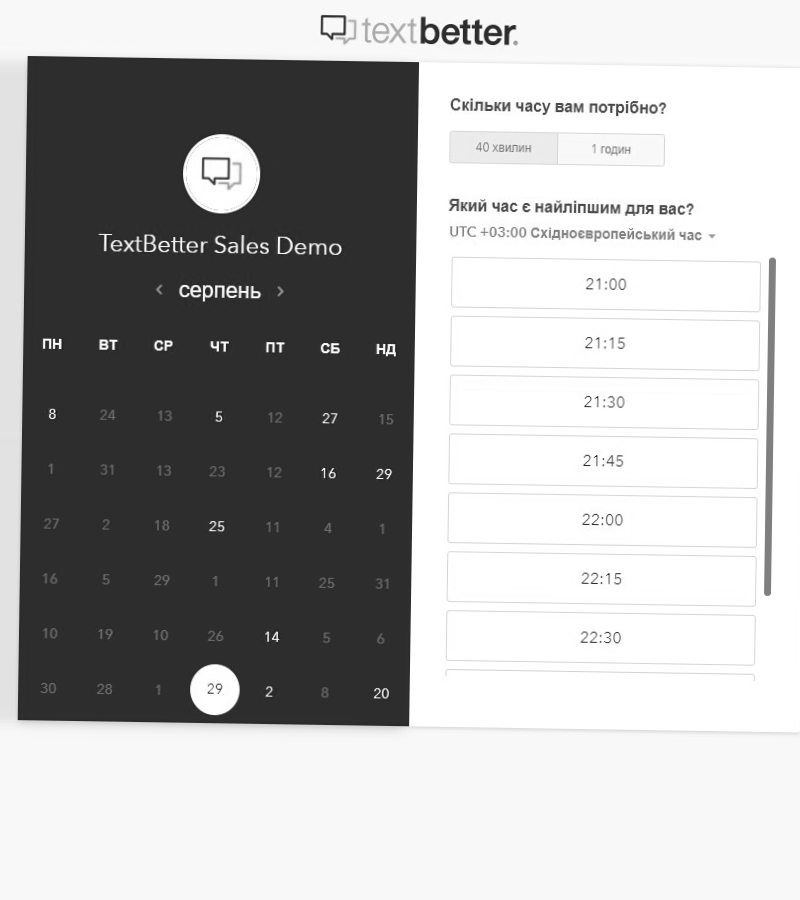 textbetter.
TextBetter Sales Demo
серпень
ПН ВТ СР ЧТ ПТ СБ НД
8 24 13 5 12 27 15
1 31 13 23 12 16 29
27 2 18 25 11 4 1
16 5 29 1 11 25 31
10 19 10 26 14 5 6
30 28 1 29 2 8 20
Скільки часу вам потрібно?
40 хвилин 1 годин
Який час є найліпшим для вас?
UTC +03:00 Східноєвропейський час
21:00
21:15
21:30
21:45
22:00
22:15
22:30